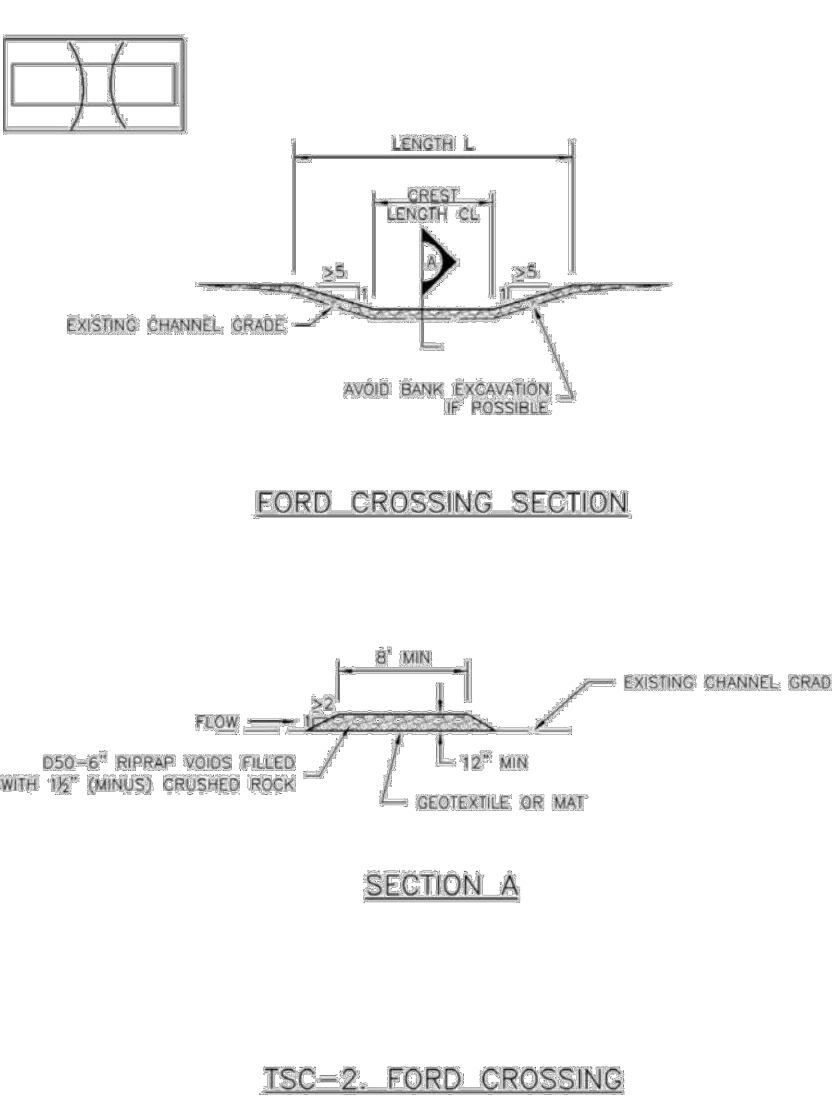 LENGTH L
CREST
LENGTH CL
A
≥5
1
≥5
1
EXISTING CHANNEL GRADE
AVOID BANK EXCAVATION
IF POSSIBLE
FORD CROSSING SECTION
8' MIN
EXISTING CHANNEL GRAD
≥2
1
FLOW
D50-6" RIPRAP VOIDS FILLED
WITH 1½" (MINUS) CRUSHED ROCK
12" MIN
GEOTEXTILE OR MAT
SECTION A
TSC-2. FORD CROSSING